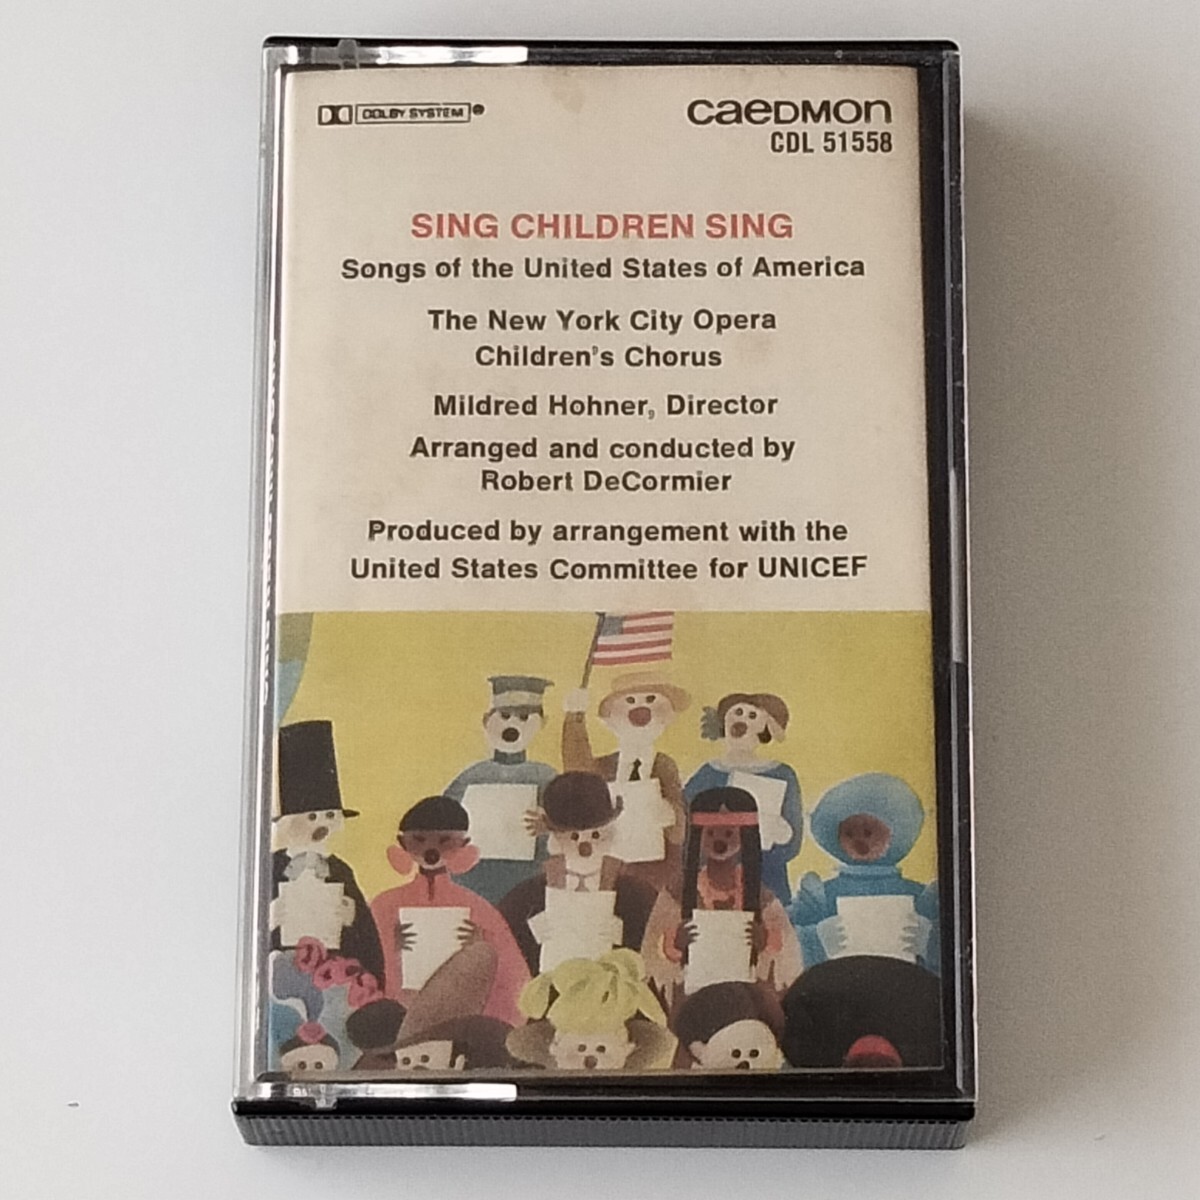 DOLBY SYSTEM®
CAEDMON
CDL 51558
SING CHILDREN SING
Songs of the United States of America
The New York City Opera
Children's Chorus
Mildred Hohner, Director
Arranged and conducted by
Robert DeCormier
Produced by arrangement with the
United States Committee for UNICEF